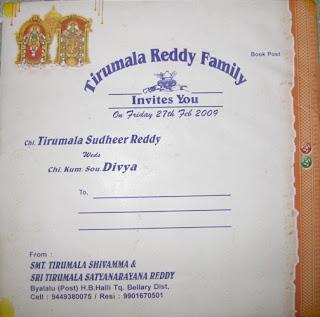 Tirumala Reddy Family
Book Post
Invites You
On Friday 27th Feb 2009
Chi. Tirumala Sudheer Reddy
Weds
Chi. Kum. Sou. Divya
To,
From :
SMT. TIRUMALA SHIVAMMA &
SRI TIRUMALA SATYANARAYANA REDDY
Byalalu (Post) H.B.Halli Tq. Bellary Dist,
Cell : 9449380075 / Resi : 9901670501